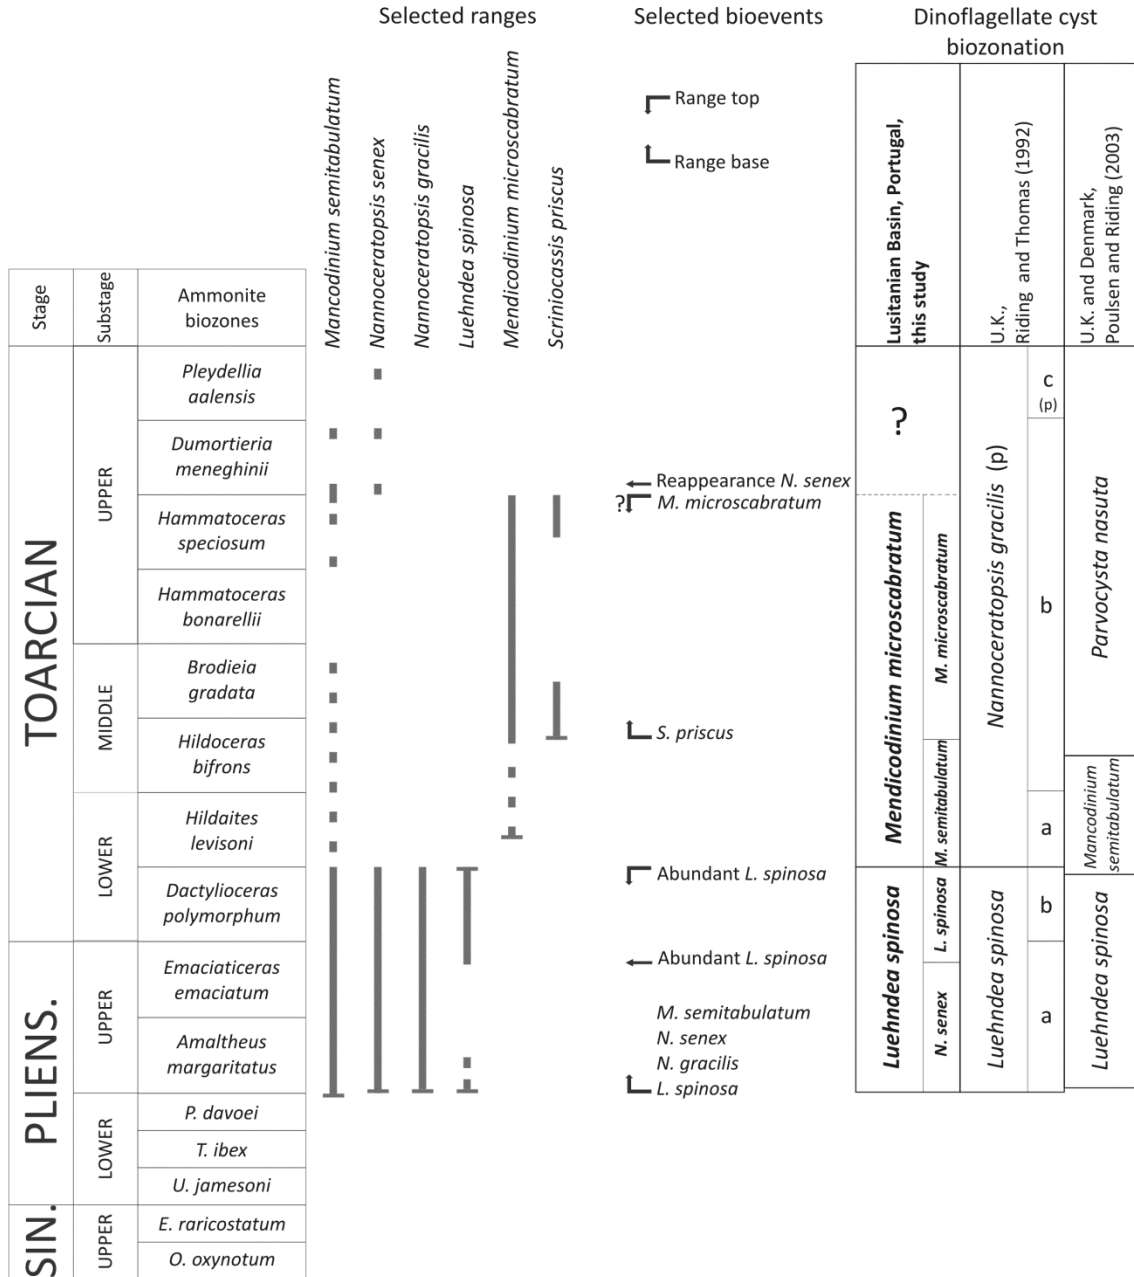 Selected ranges
Selected bioevents
Dinoflagellate cyst
biozonation
Mancodinium semitabulatum
Nannoceratopsis senex
Nannoceratopsis gracilis
Luehndea spinosa
Mendicodinium microscabratum
Scriniocassis priscus
Range top
Range base
Lusitanian Basin, Portugal,
this study
U.K.,
Riding and Thomas (1992)
U.K. and Denmark,
Poulsen and Riding (2003)
Stage
Substage
Ammonite
biozones
TOARCIAN
PLIENS.
SIN.
UPPER
MIDDLE
LOWER
UPPER
LOWER
UPPER
Pleydellia
aalensis
Dumortieria
meneghinii
Hammatoceras
speciosum
Hammatoceras
bonarellii
Brodieia
gradata
Hildoceras
bifrons
Hildaites
levisoni
Dactylioceras
polymorphum
Emaciaticeras
emaciatum
Amaltheus
margaritatus
P. davoei
T. ibex
U. jamesoni
E. raricostatum
O. oxynotum
Reappearance N. senex
? M. microscabratum
S. priscus
Abundant L. spinosa
Abundant L. spinosa
M. semitabulatum
N. senex
N. gracilis
L. spinosa
?
Mendicodinium microscabratum
M. microscabratum
M. semitabulatum
Luehndea spinosa
L. spinosa
N. senex
Nannoceratopsis gracilis (p)
c
(p)
b
a
Luehndea spinosa
b
a
Parvocysta nasuta
Mancodinium
semitabulatum
Luehndea spinosa